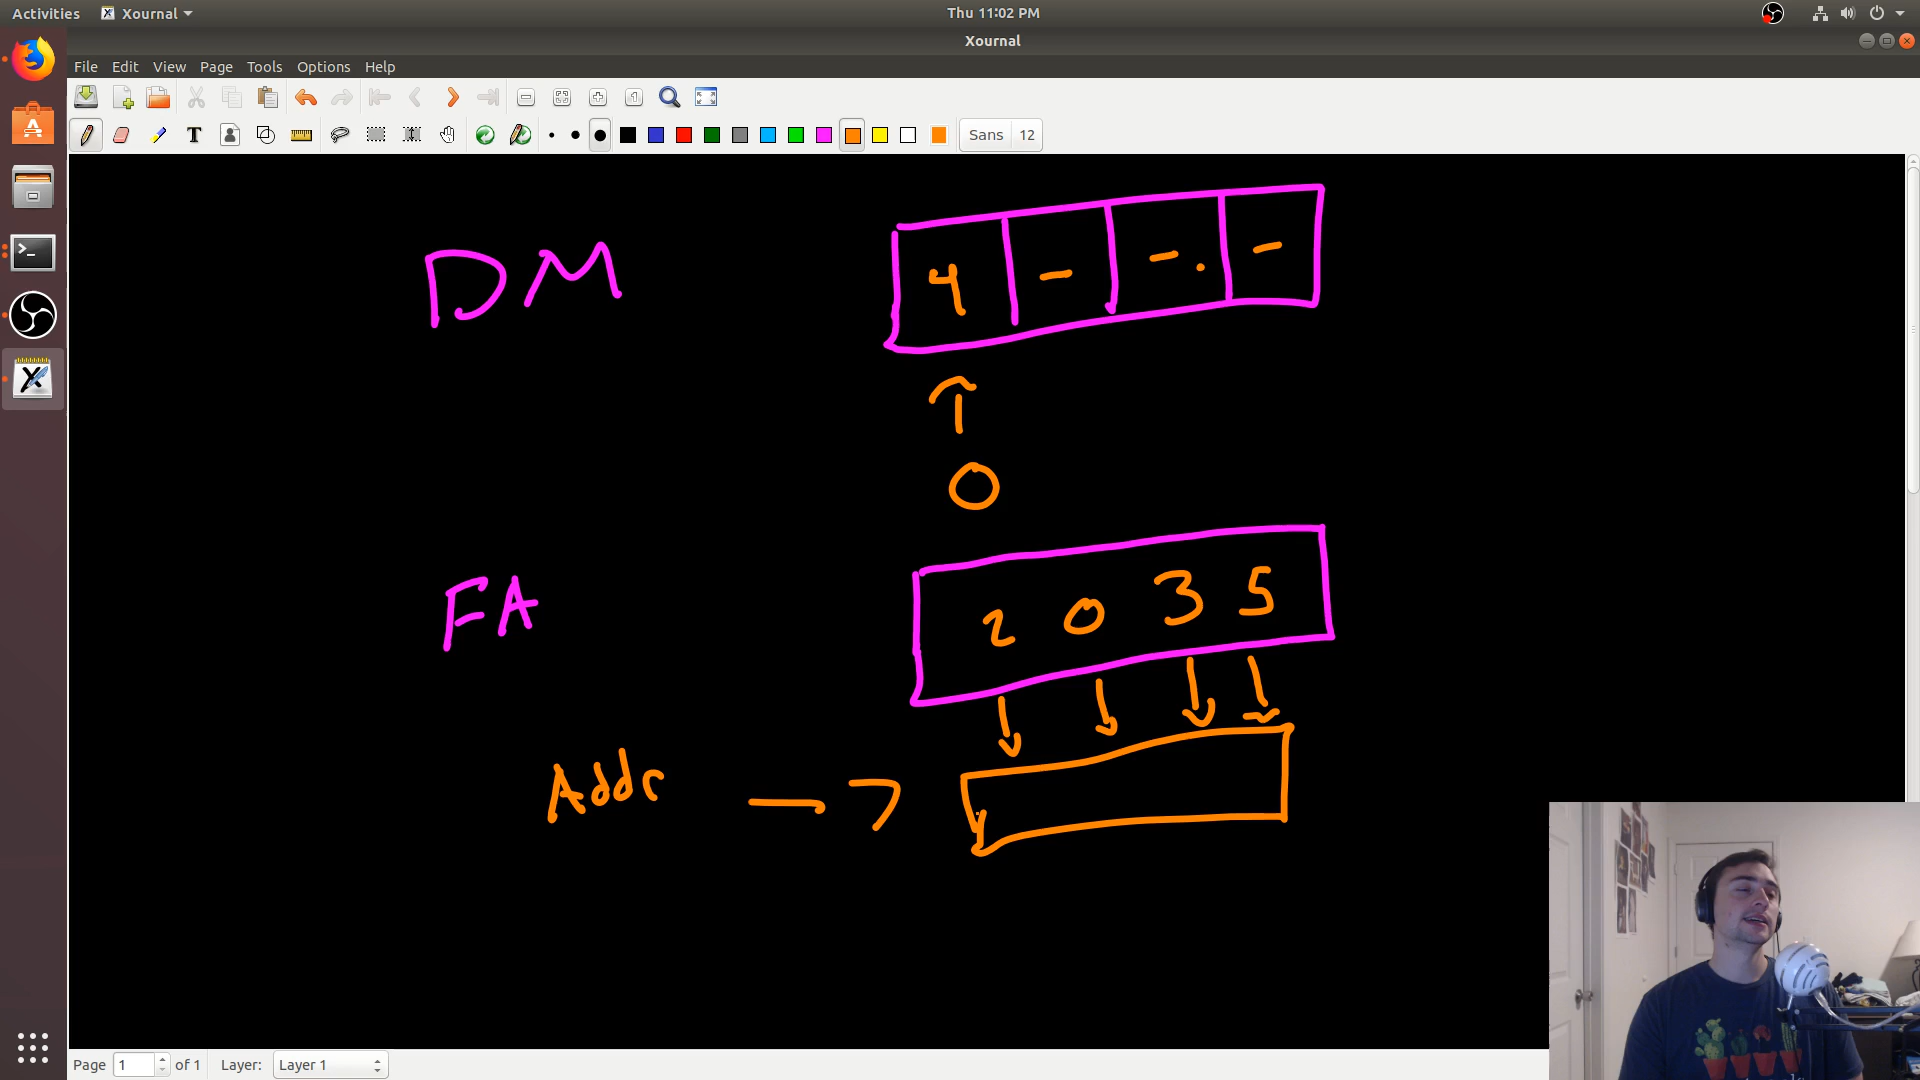 Activities Xournal Thu 11:02 PM
Xournal
File Edit View Page Tools Options Help
T Sans 12
DM 4 - -. -
0
FA 2 0 3 5
Addr
Page 1 of 1 Layer: Layer 1